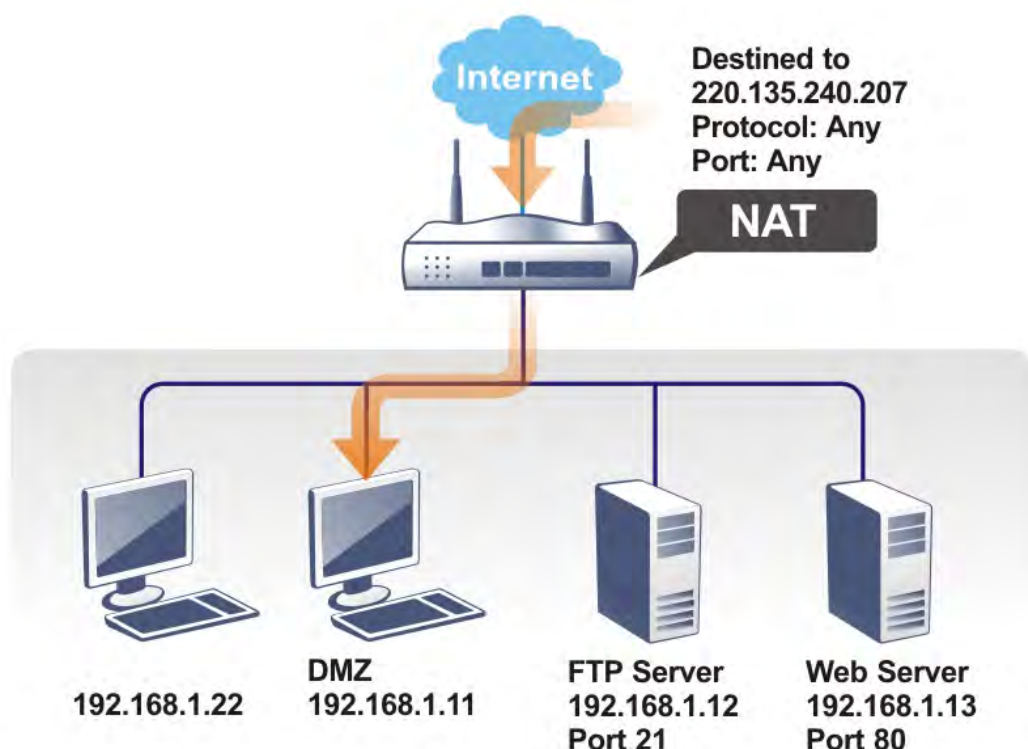 Internet
Destined to
220.135.240.207
Protocol: Any
Port: Any
NAT
192.168.1.22
DMZ
192.168.1.11
FTP Server
192.168.1.12
Port 21
Web Server
192.168.1.13
Port 80